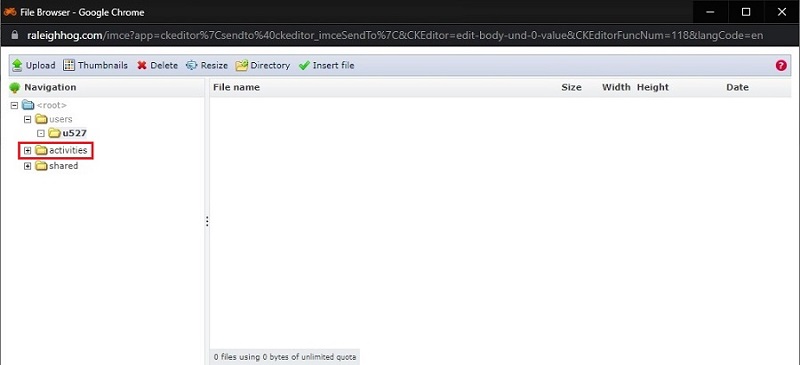 File Browser - Google Chrome
raleighhog.com/imce?app=ckeditor%7Csendto%40ckeditor_imceSendTo%7C&CKEditor=edit-body-und-0-value&CKEditorFuncNum=118&langCode=en
Upload Thumbnails Delete Resize Directory Insert file ?
Navigation File name Size Width Height Date
<root>
users
u527
activities
shared
0 files using 0 bytes of unlimited quota